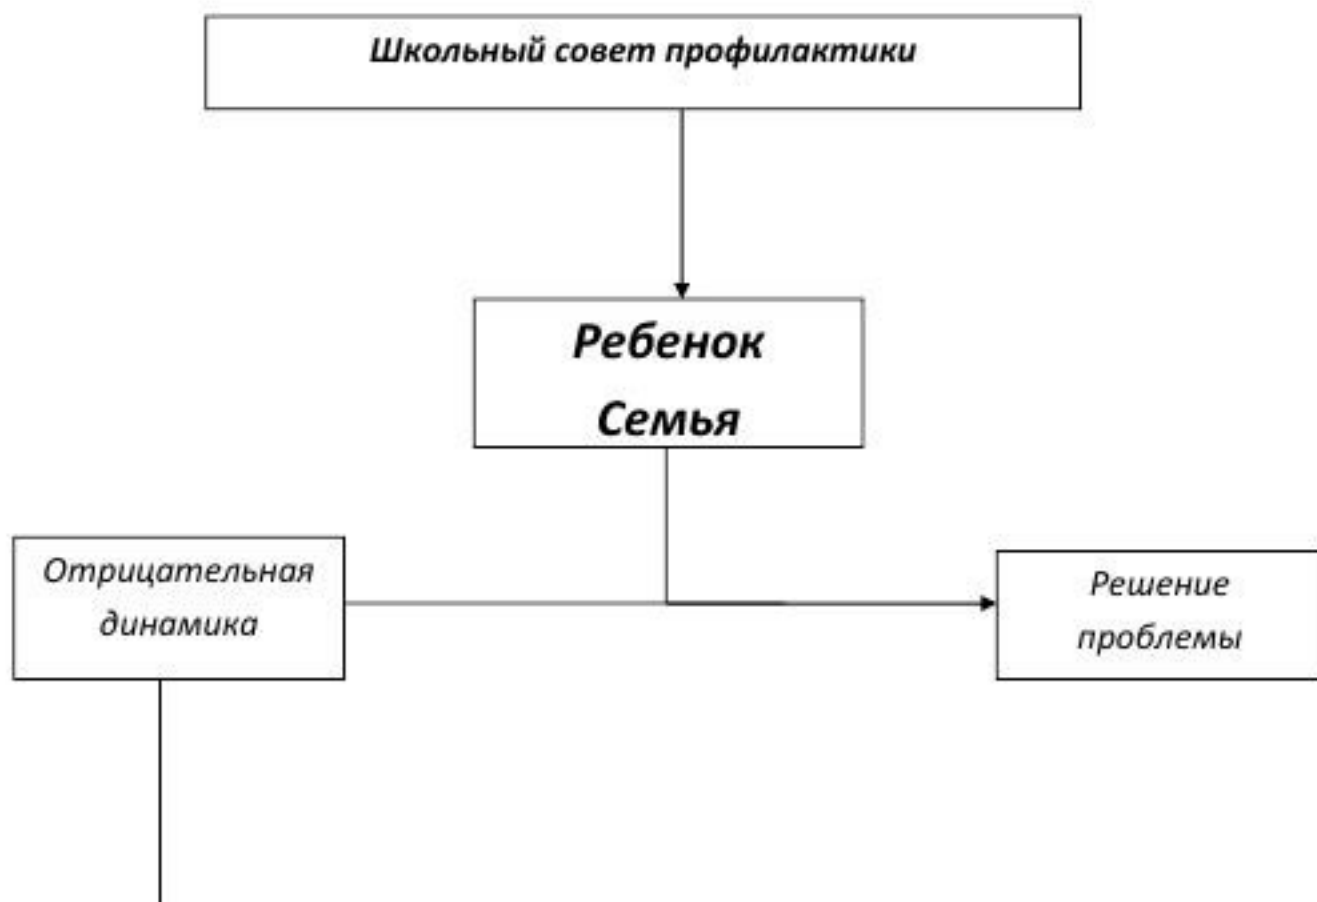 Школьный совет профилактики
Ребенок
Семья
Отрицательная
динамика
Решение
проблемы